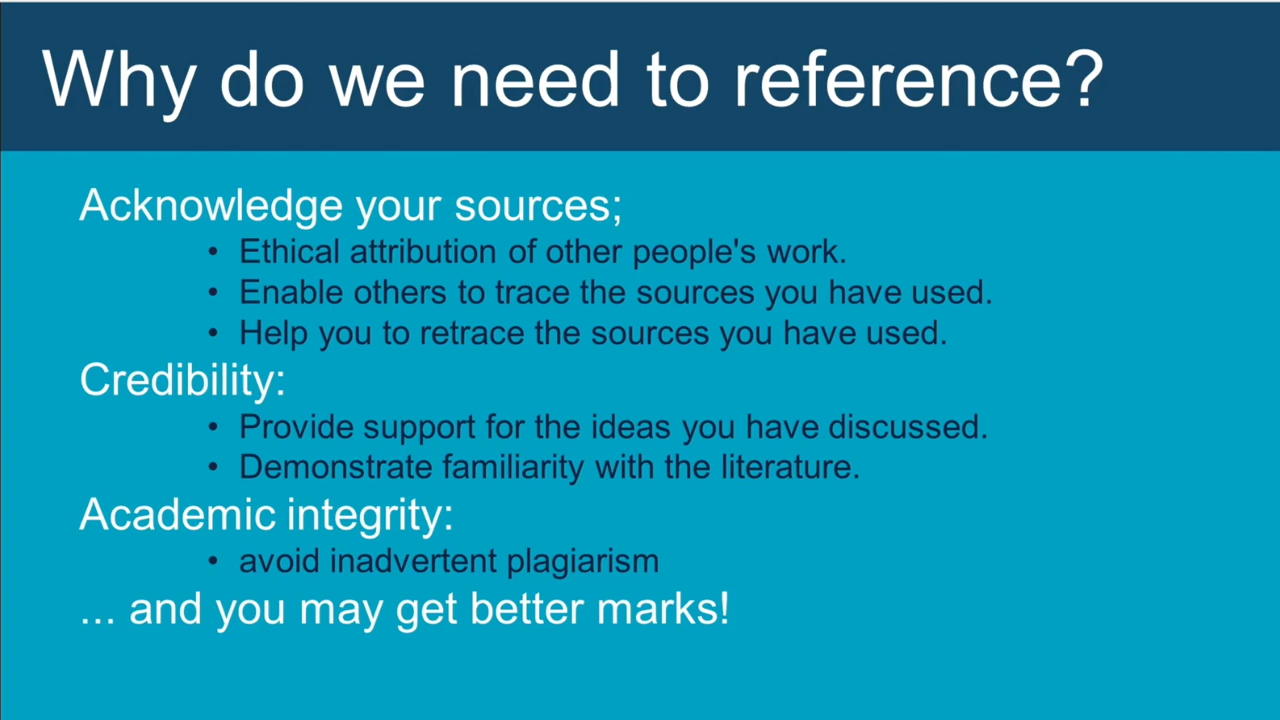 Why do we need to reference?
Acknowledge your sources;
• Ethical attribution of other people's work.
• Enable others to trace the sources you have used.
• Help you to retrace the sources you have used.
Credibility:
• Provide support for the ideas you have discussed.
• Demonstrate familiarity with the literature.
Academic integrity:
• avoid inadvertent plagiarism
... and you may get better marks!